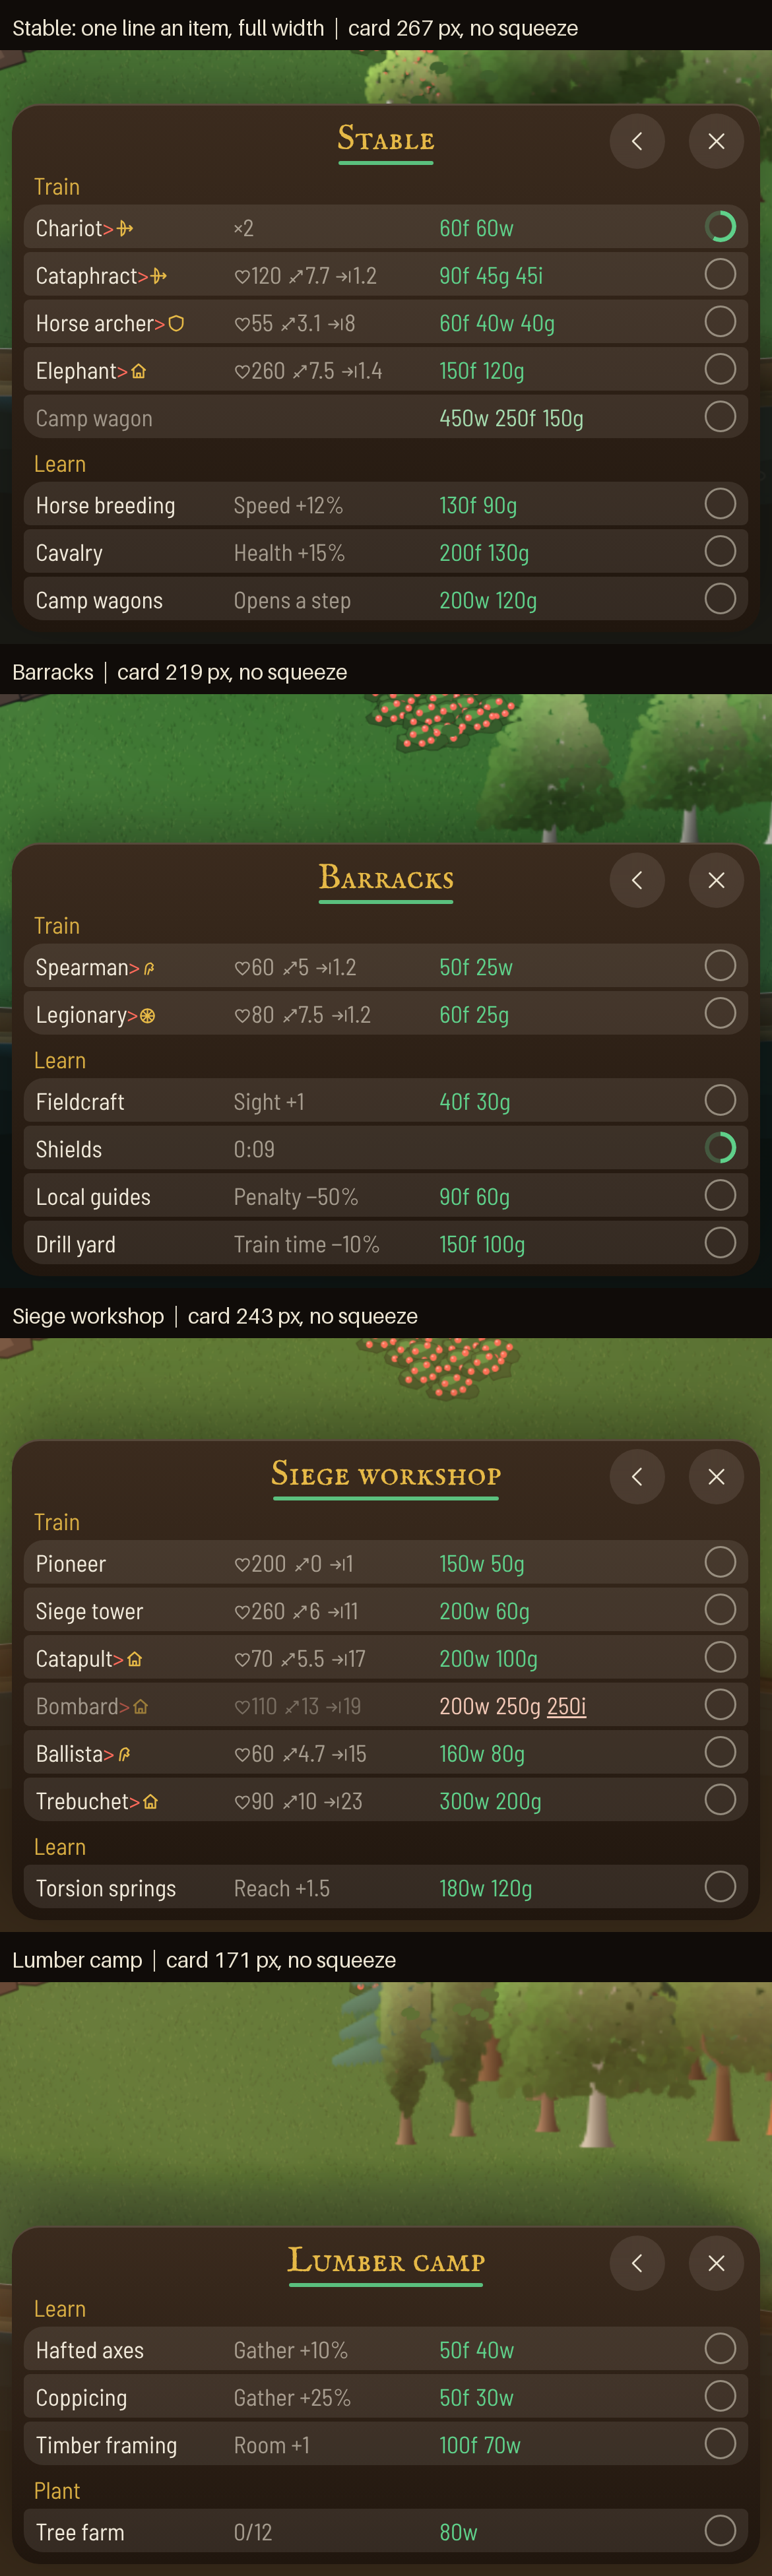 Stable: one line an item, full width | card 267 px, no squeeze
Stable
Train
Chariot> ×2 60f 60w
Cataphract> 120 7.7 1.2 90f 45g 45i
Horse archer> 55 3.1 8 60f 40w 40g
Elephant> 260 7.5 1.4 150f 120g
Camp wagon 450w 250f 150g
Learn
Horse breeding Speed +12% 130f 90g
Cavalry Health +15% 200f 130g
Camp wagons Opens a step 200w 120g
Barracks | card 219 px, no squeeze
Barracks
Train
Spearman> 60 5 1.2 50f 25w
Legionary> 80 7.5 1.2 60f 25g
Learn
Fieldcraft Sight +1 40f 30g
Shields 0:09
Local guides Penalty −50% 90f 60g
Drill yard Train time −10% 150f 100g
Siege workshop | card 243 px, no squeeze
Siege workshop
Train
Pioneer 200 0 1 150w 50g
Siege tower 260 6 11 200w 60g
Catapult> 70 5.5 17 200w 100g
Bombard> 110 13 19 200w 250g 250i
Ballista> 60 4.7 15 160w 80g
Trebuchet> 90 10 23 300w 200g
Learn
Torsion springs Reach +1.5 180w 120g
Lumber camp | card 171 px, no squeeze
Lumber camp
Learn
Hafted axes Gather +10% 50f 40w
Coppicing Gather +25% 50f 30w
Timber framing Room +1 100f 70w
Plant
Tree farm 0/12 80w